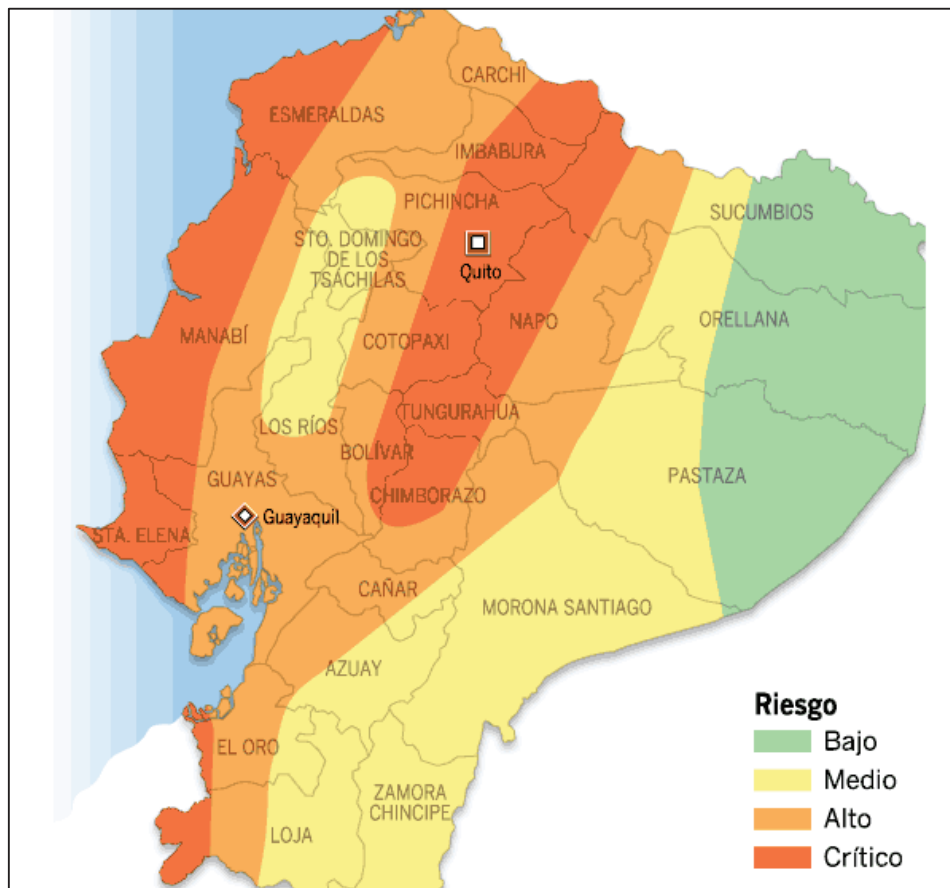 CARCHÍ
ESMERALDAS
IMBABURA
PICHINCHA
SUCUMBIOS
STO. DOMINGO
DE LOS
TSÁCHILAS
Quito
NAPO
ORELLANA
MANABÍ
COTOPAXI
TUNGURAHUA
LOS RÍOS
BOLÍVAR
PASTAZA
GUAYAS
CHIMBORAZO
Guayaquil
STA. ELENA
CAÑAR
MORONA SANTIAGO
AZUAY
EL ORO
ZAMORA
CHINCIPE
LOJA
Riesgo
Bajo
Medio
Alto
Crítico